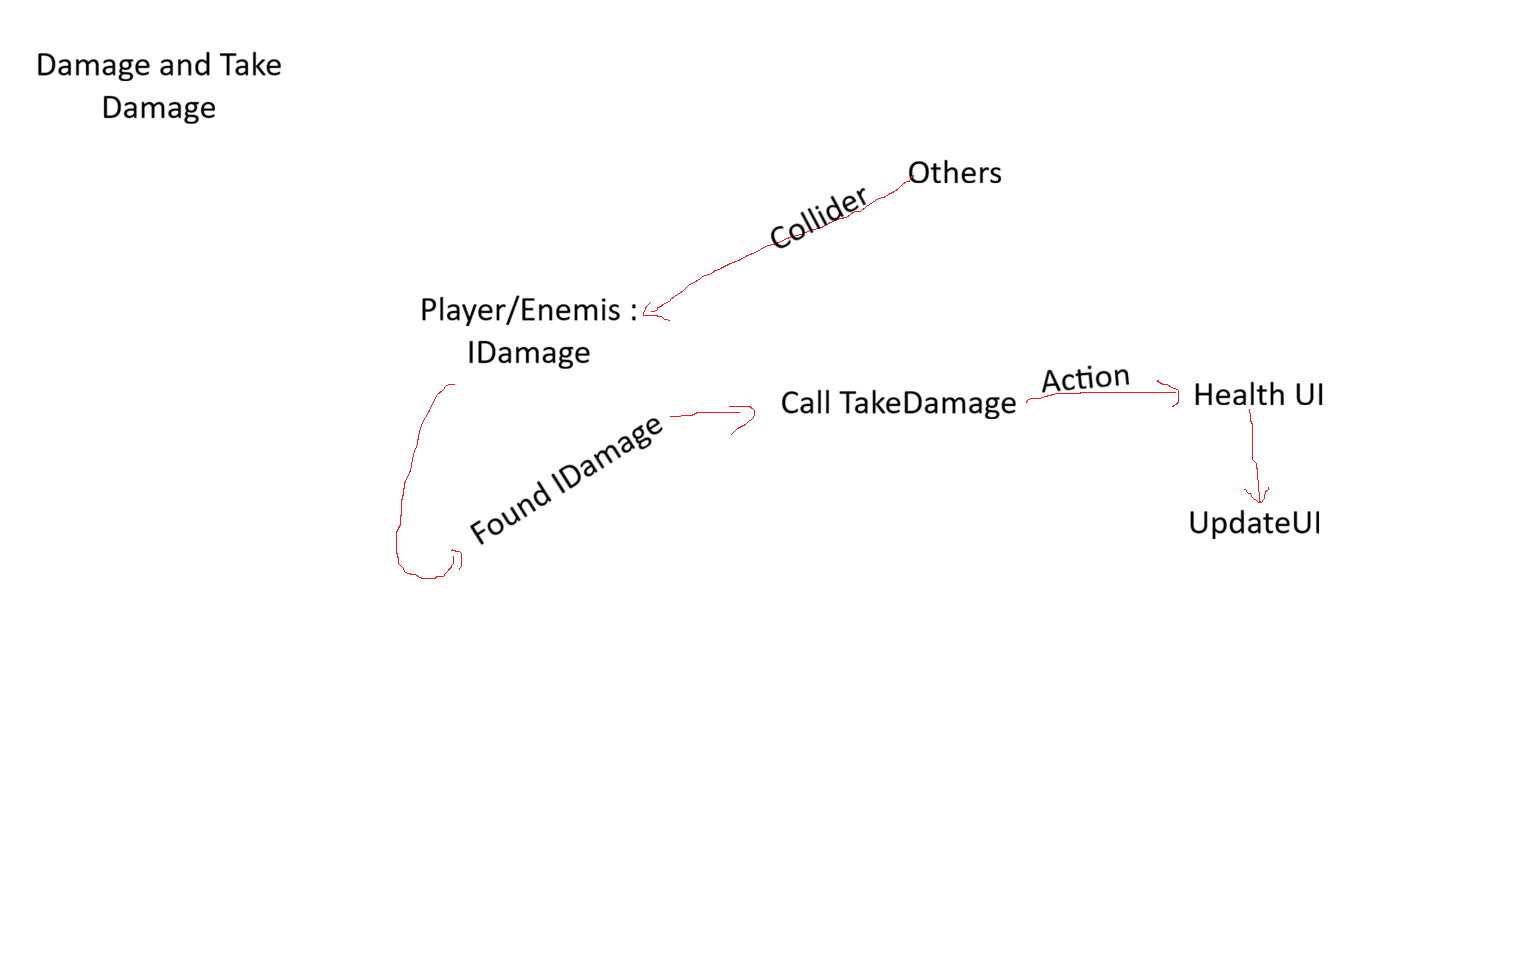 Damage and Take
Damage
Others
Collider
Player/Enemis :
IDamage
Found IDamage
Call TakeDamage
Action
Health UI
UpdateUI